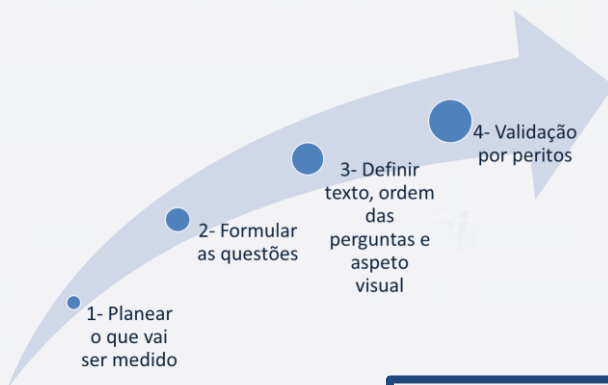 1- Planear
o que vai
ser medido
2- Formular
as questões
3- Definir
texto, ordem
das
perguntas e
aspeto
visual
4- Validação
por peritos